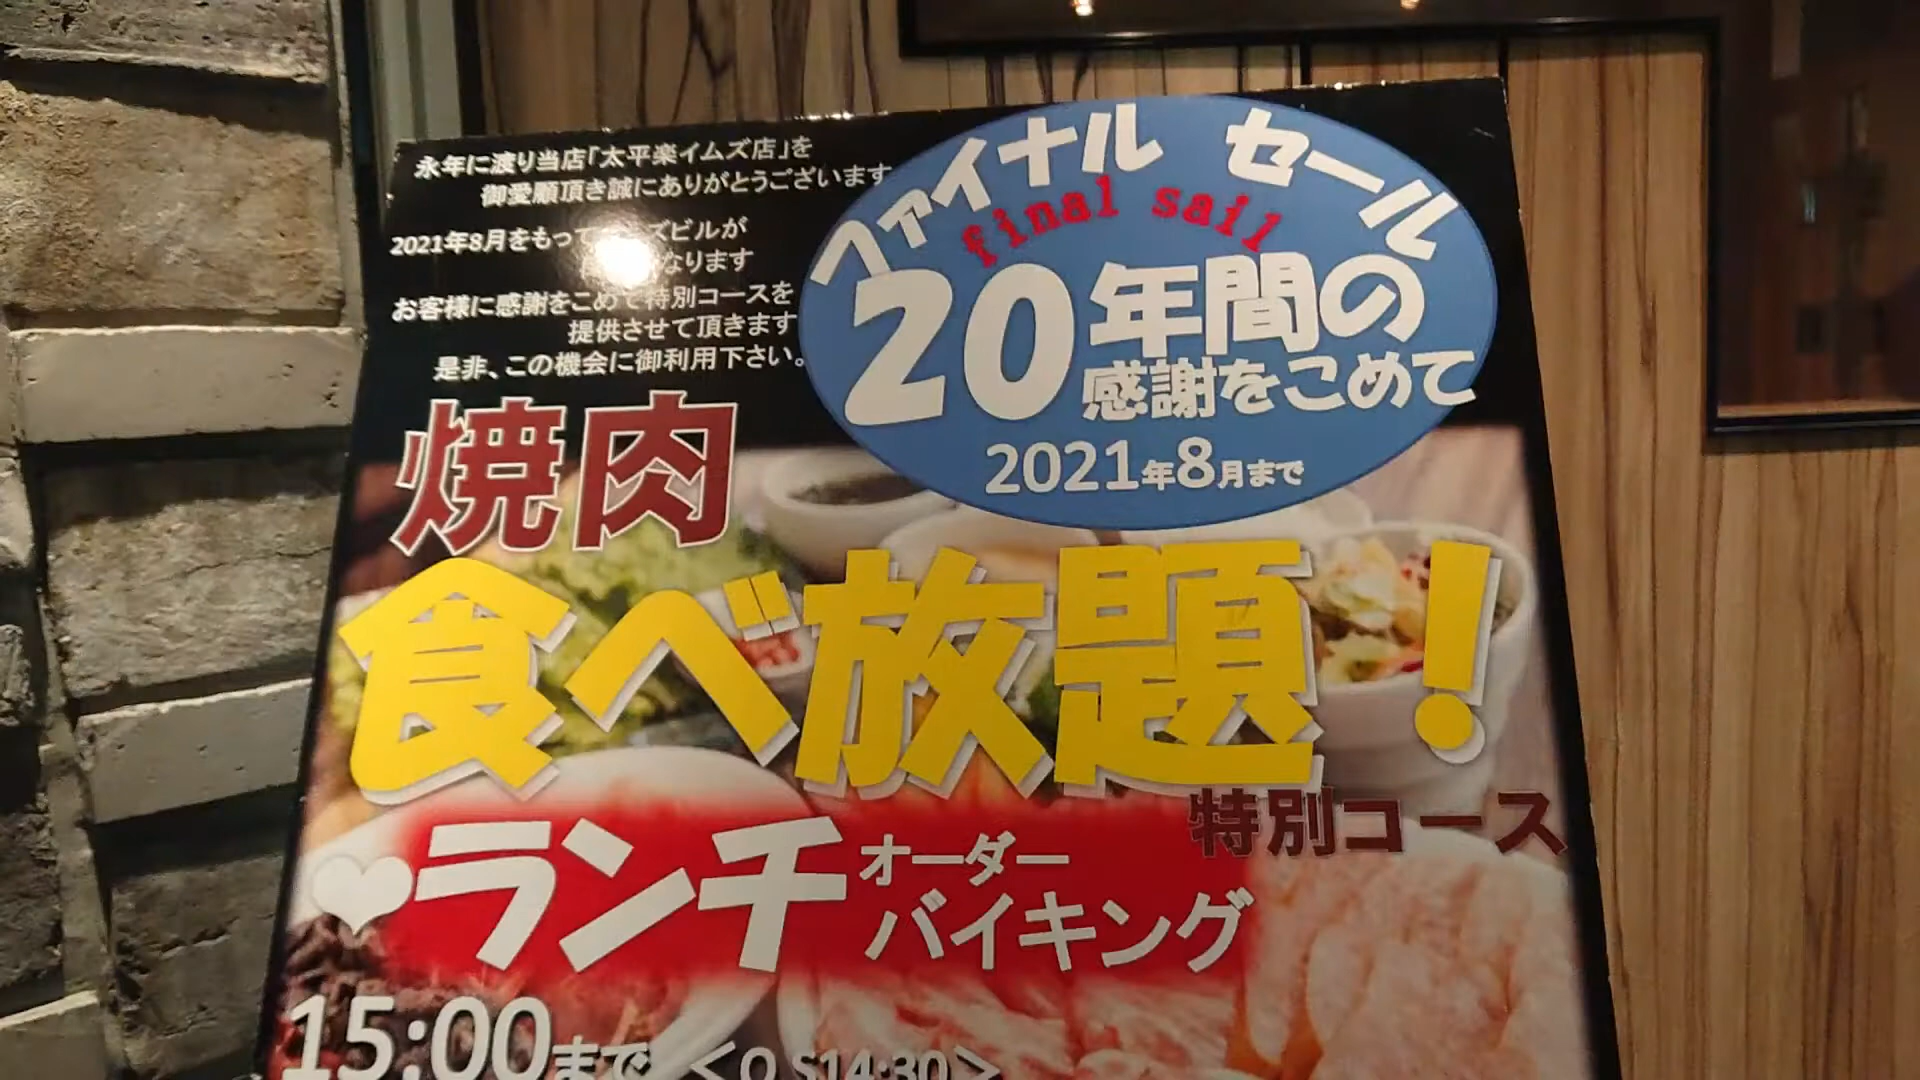 永年に渡り当店「太平楽イムズ店」を
御愛願頂き誠にありがとうございます
2021年8月をもって ズビルが
なります
お客様に感謝をこめて特別コースを
提供させて頂きます
是非、この機会に御利用下さい。
ファイナル セール
final sail
20年間の
感謝をこめて
2021年8月まで
焼肉
食べ放題!
特別コース
♥ランチ オーダー
バイキング
15:00まで <O S14:30>